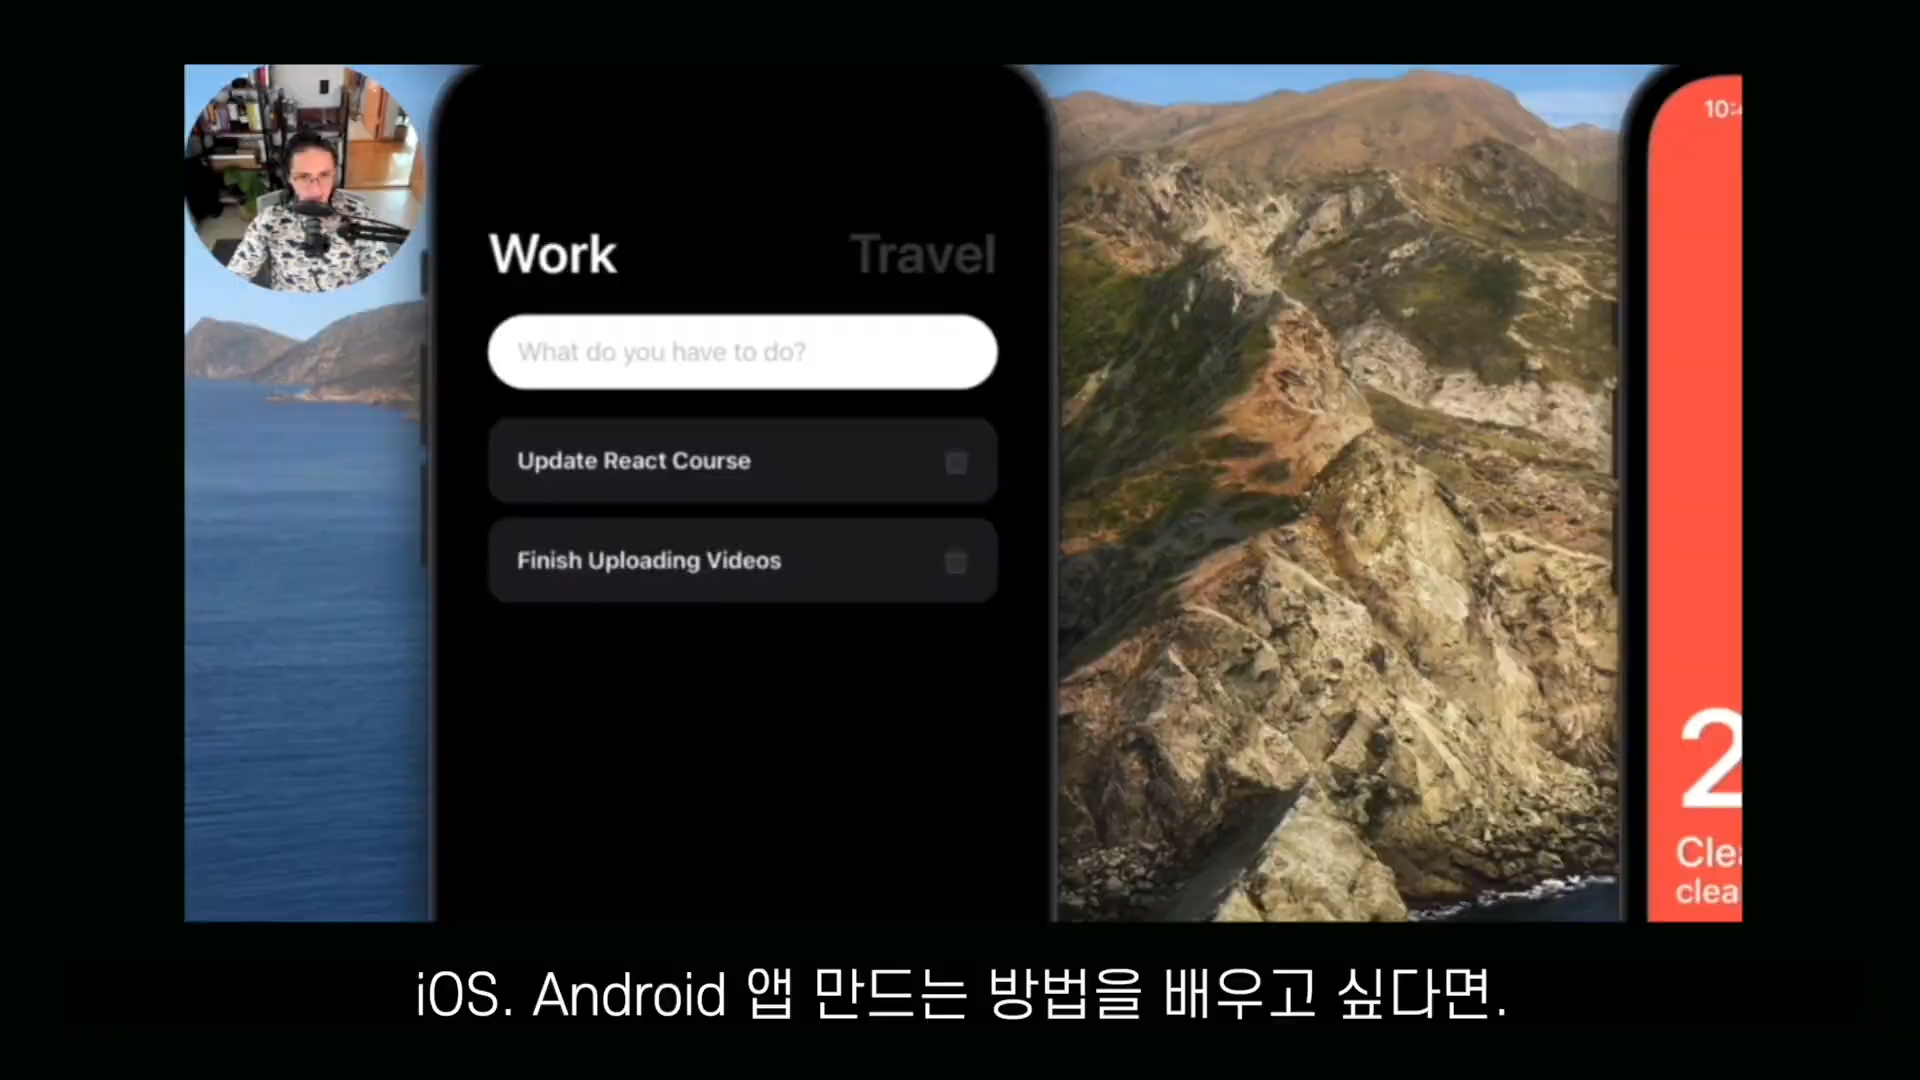 Work
Travel
What do you have to do?
Update React Course
Finish Uploading Videos
2
iOS. Android 앱 만드는 방법을 배우고 싶다면.